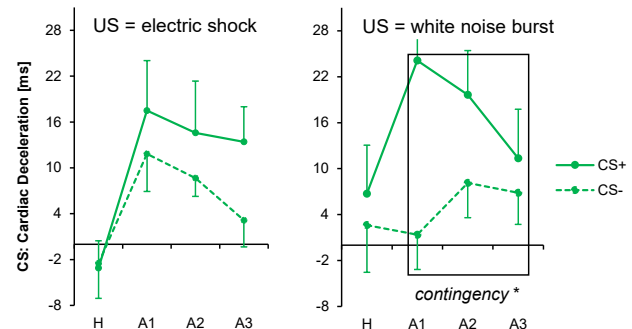 US = electric shock
US = white noise burst
CS: Cardiac Deceleration [ms]
28
22
16
10
4
-2
-8
H A1 A2 A3
28
22
16
10
4
-2
-8
H A1 A2 A3
contingency *
CS+
CS-